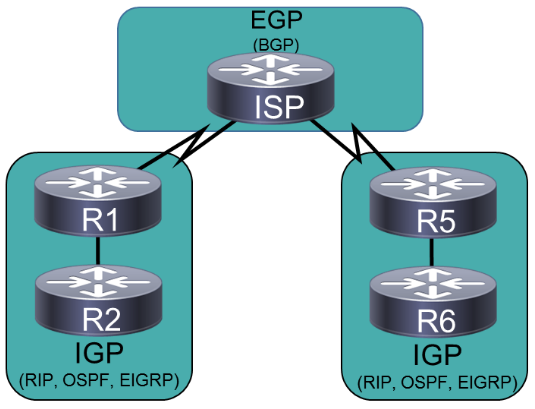 EGP
(BGP)
ISP
R1
R2
IGP
(RIP, OSPF, EIGRP)
R5
R6
IGP
(RIP, OSPF, EIGRP)